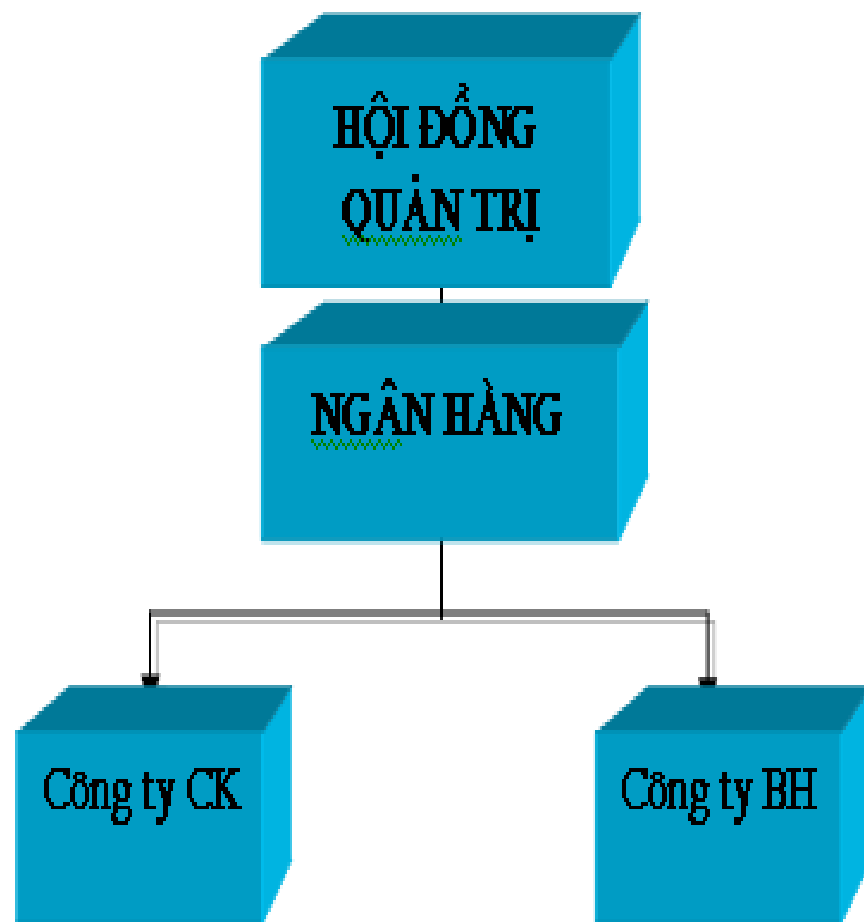 HỘI ĐỒNG
QUẢN TRỊ
NGÂN HÀNG
Công ty CK
Công ty BH